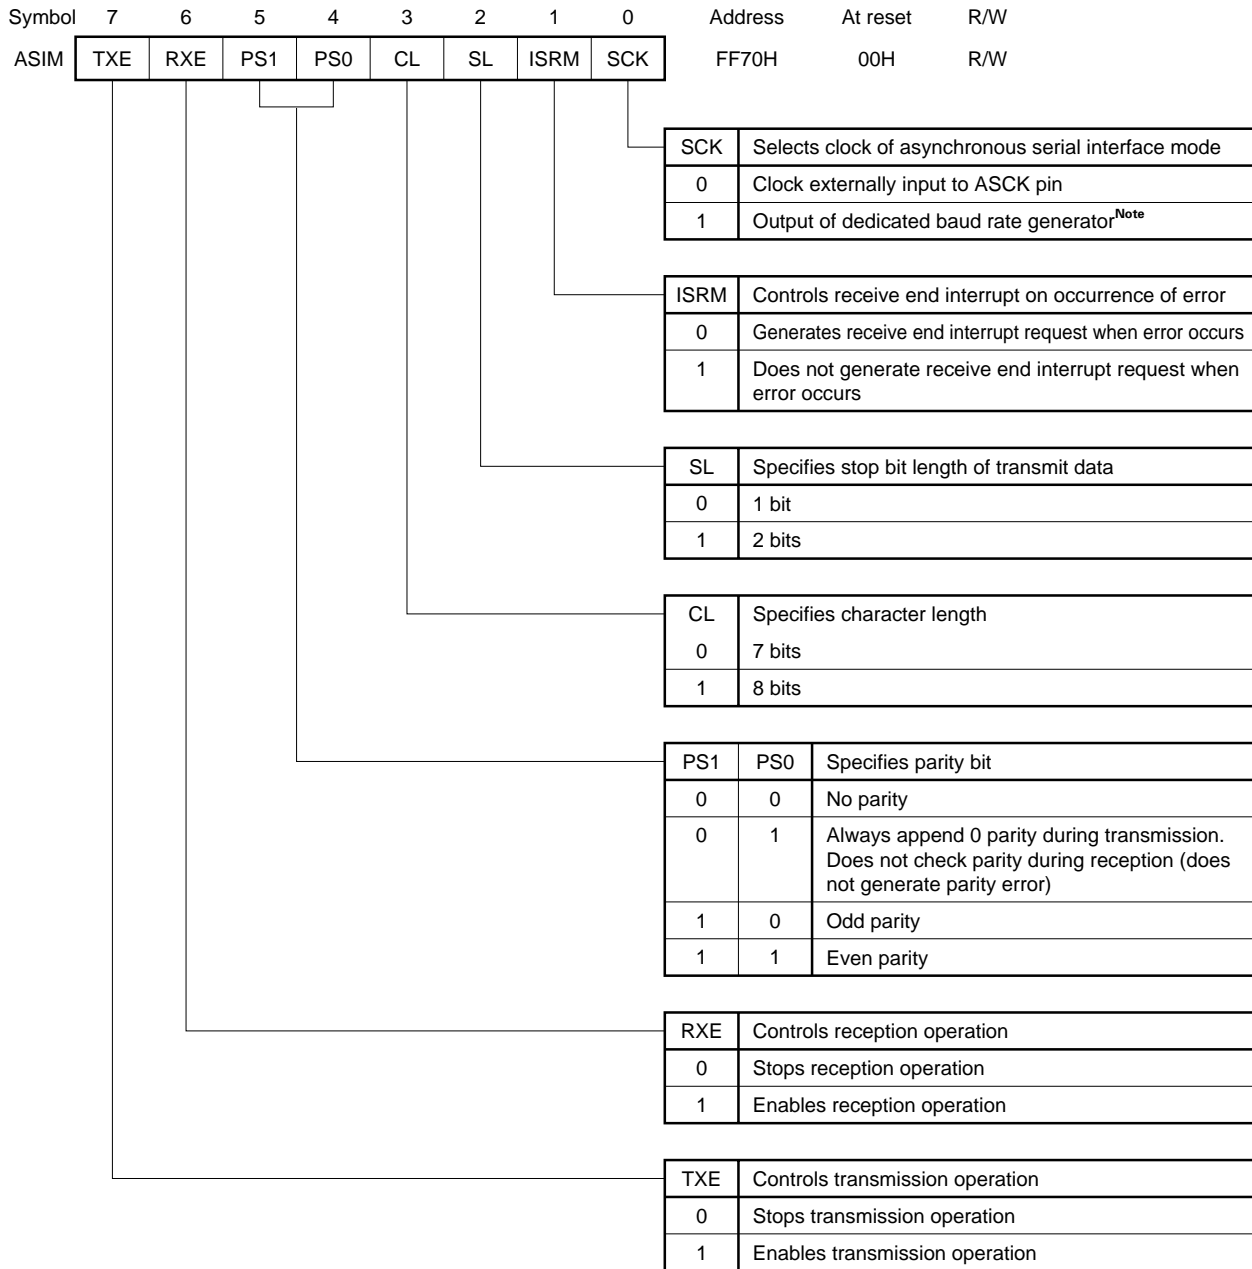 Symbol 7 6 5 4 3 2 1 0 Address At reset R/W
ASIM TXE RXE PS1 PS0 CL SL ISRM SCK FF70H 00H R/W
SCK Selects clock of asynchronous serial interface mode
0 Clock externally input to ASCK pin
1 Output of dedicated baud rate generatorNote
ISRM Controls receive end interrupt on occurrence of error
0 Generates receive end interrupt request when error occurs
1 Does not generate receive end interrupt request when
error occurs
SL Specifies stop bit length of transmit data
0 1 bit
1 2 bits
CL Specifies character length
0 7 bits
1 8 bits
PS1 PS0 Specifies parity bit
0 0 No parity
0 1 Always append 0 parity during transmission.
Does not check parity during reception (does
not generate parity error)
1 0 Odd parity
1 1 Even parity
RXE Controls reception operation
0 Stops reception operation
1 Enables reception operation
TXE Controls transmission operation
0 Stops transmission operation
1 Enables transmission operation